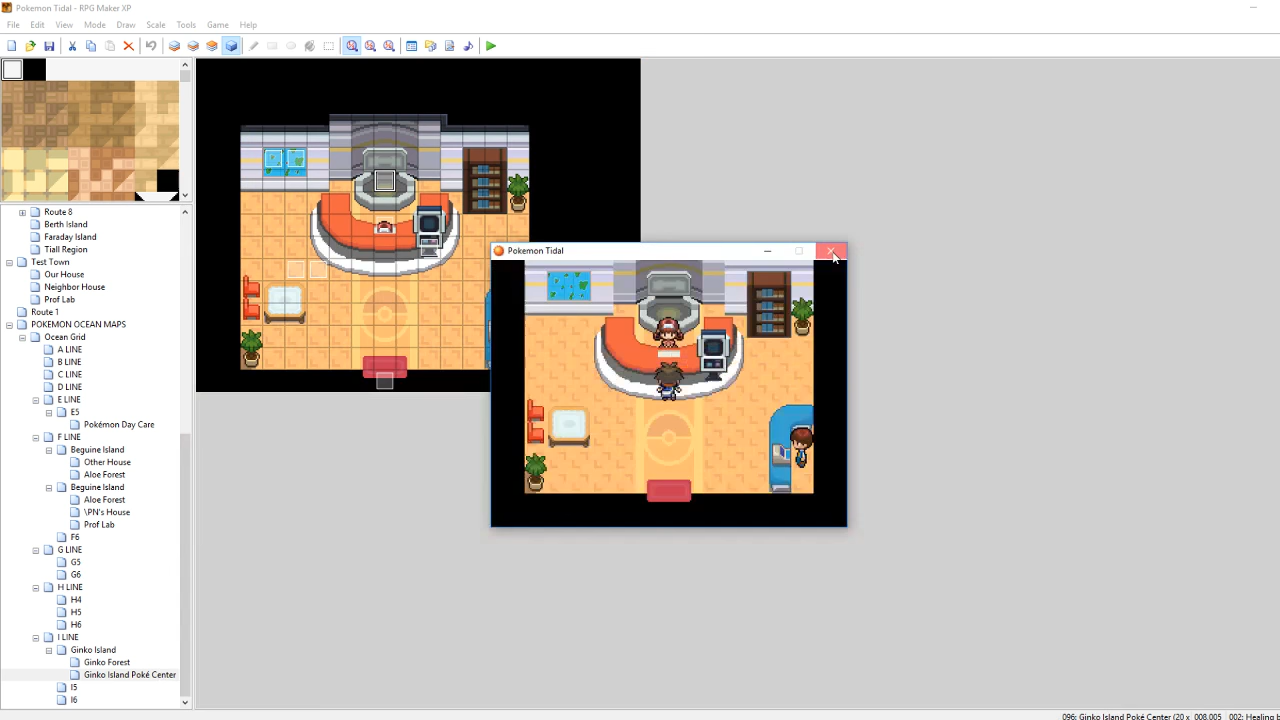 Pokemon Tidal - RPG Maker XP
File Edit View Mode Draw Scale Tools Game Help
Route 8
Berth Island
Faraday Island
Tiall Region
Test Town
Our House
Neighbor House
Prof Lab
Route 1
POKEMON OCEAN MAPS
Ocean Grid
A LINE
B LINE
C LINE
D LINE
E LINE
E5
Pokémon Day Care
F LINE
Beguine Island
Other House
Aloe Forest
Beguine Island
Aloe Forest
\PN's House
Prof Lab
F6
G LINE
G5
G6
H LINE
H4
H5
H6
I LINE
Ginko Island
Ginko Forest
Ginko Island Poké Center
I5
I6
Pokemon Tidal
096: Ginko Island Poké Center (20 x 008,005 002: Healing b